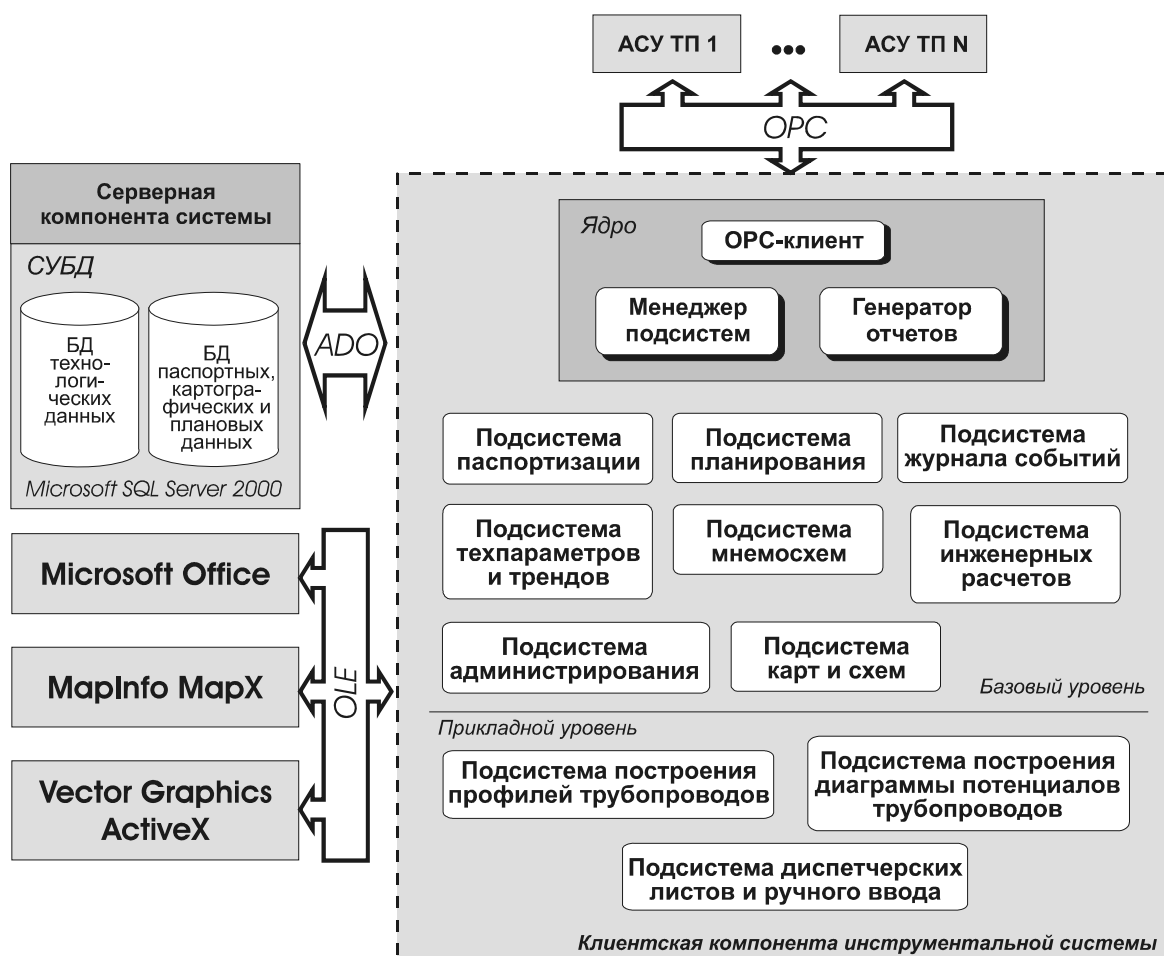 АСУ ТП 1
•••
АСУ ТП N
OPC
Серверная
компонента системы
СУБД
БД
техно-
логи-
ческих
данных
БД
паспортных,
картогра-
фических и
плановых
данных
Microsoft SQL Server 2000
ADO
Microsoft Office
MapInfo MapX
Vector Graphics
ActiveX
OLE
Ядро
OPC-клиент
Менеджер
подсистем
Генератор
отчетов
Подсистема
паспортизации
Подсистема
планирования
Подсистема
журнала событий
Подсистема
техпараметров
и трендов
Подсистема
мнемосхем
Подсистема
инженерных
расчетов
Подсистема
администрирования
Подсистема
карт и схем
Базовый уровень
Прикладной уровень
Подсистема построения
профилей трубопроводов
Подсистема построения
диаграммы потенциалов
трубопроводов
Подсистема диспетчерских
листов и ручного ввода
Клиентская компонента инструментальной системы